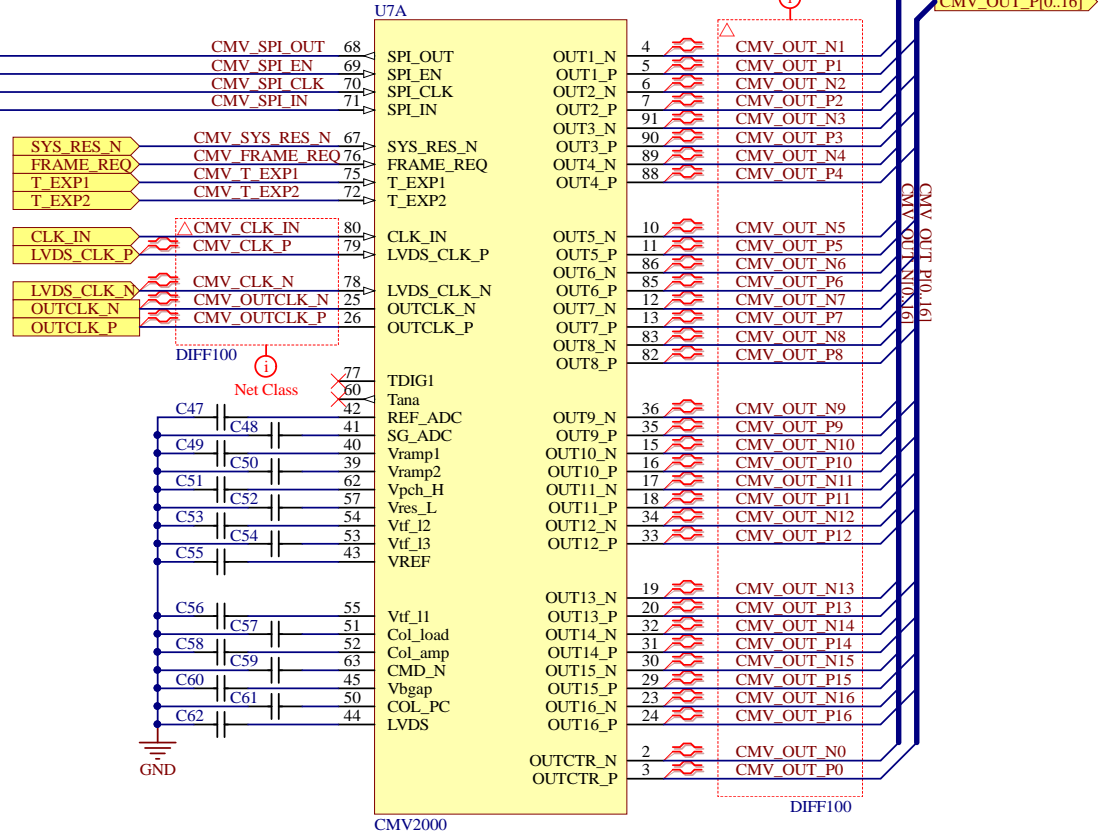 U7A
CMV_OUT_P[0..16]
CMV_SPI_OUT 68 SPI_OUT
CMV_SPI_EN 69 SPI_EN
CMV_SPI_CLK 70 SPI_CLK
CMV_SPI_IN 71 SPI_IN
SYS_RES_N CMV_SYS_RES_N 67 SYS_RES_N
FRAME_REQ CMV_FRAME_REQ 76 FRAME_REQ
T_EXP1 CMV_T_EXP1 75 T_EXP1
T_EXP2 CMV_T_EXP2 72 T_EXP2
CLK_IN CMV_CLK_IN 80 CLK_IN
LVDS_CLK_P CMV_CLK_P 79 LVDS_CLK_P
LVDS_CLK_N CMV_CLK_N 78 LVDS_CLK_N
OUTCLK_N CMV_OUTCLK_N 25 OUTCLK_N
OUTCLK_P CMV_OUTCLK_P 26 OUTCLK_P
DIFF100
i
Net Class
77 TDIG1
60 Tana
C47 42 REF_ADC
C48 41 SG_ADC
C49 40 Vramp1
C50 39 Vramp2
C51 62 Vpch_H
C52 57 Vres_L
C53 54 Vtf_l2
C54 53 Vtf_l3
C55 43 VREF
C56 55 Vtf_l1
C57 51 Col_load
C58 52 Col_amp
C59 63 CMD_N
C60 45 Vbgap
C61 50 COL_PC
C62 44 LVDS
GND
OUT1_N 4 CMV_OUT_N1
OUT1_P 5 CMV_OUT_P1
OUT2_N 6 CMV_OUT_N2
OUT2_P 7 CMV_OUT_P2
OUT3_N 91 CMV_OUT_N3
OUT3_P 90 CMV_OUT_P3
OUT4_N 89 CMV_OUT_N4
OUT4_P 88 CMV_OUT_P4
OUT5_N 10 CMV_OUT_N5
OUT5_P 11 CMV_OUT_P5
OUT6_N 86 CMV_OUT_N6
OUT6_P 85 CMV_OUT_P6
OUT7_N 12 CMV_OUT_N7
OUT7_P 13 CMV_OUT_P7
OUT8_N 83 CMV_OUT_N8
OUT8_P 82 CMV_OUT_P8
OUT9_N 36 CMV_OUT_N9
OUT9_P 35 CMV_OUT_P9
OUT10_N 15 CMV_OUT_N10
OUT10_P 16 CMV_OUT_P10
OUT11_N 17 CMV_OUT_N11
OUT11_P 18 CMV_OUT_P11
OUT12_N 34 CMV_OUT_N12
OUT12_P 33 CMV_OUT_P12
OUT13_N 19 CMV_OUT_N13
OUT13_P 20 CMV_OUT_P13
OUT14_N 32 CMV_OUT_N14
OUT14_P 31 CMV_OUT_P14
OUT15_N 30 CMV_OUT_N15
OUT15_P 29 CMV_OUT_P15
OUT16_N 23 CMV_OUT_N16
OUT16_P 24 CMV_OUT_P16
OUTCTR_N 2 CMV_OUT_N0
OUTCTR_P 3 CMV_OUT_P0
DIFF100
CMV_OUT_N[0..16]
CMV_OUT_P[0..16]
CMV2000